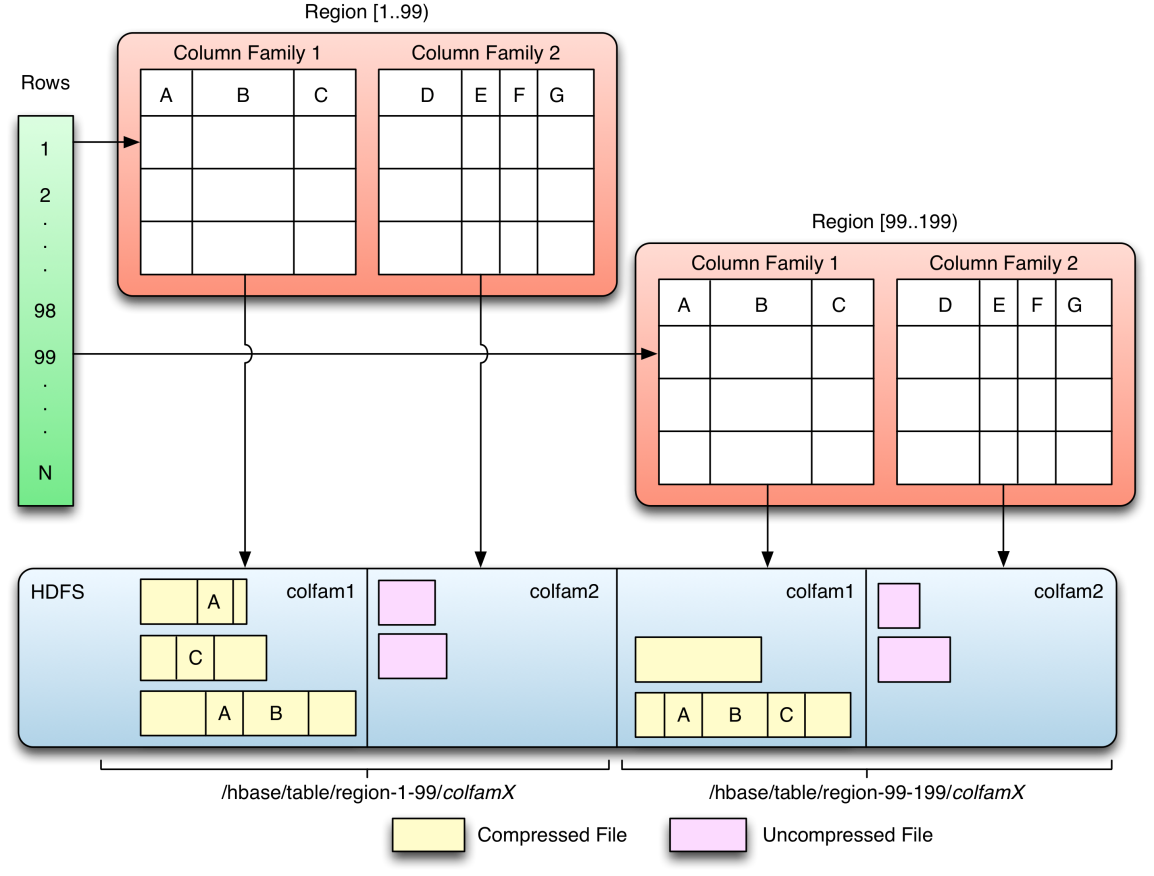 Region [1..99)
Column Family 1 Column Family 2
Rows
A B C D E F G
1
2
.
.
.
Region [99..199)
Column Family 1 Column Family 2
98
A B C D E F G
99
.
.
.
N
HDFS
colfam1 colfam2 colfam1 colfam2
A
C
A B
A B C
/hbase/table/region-1-99/colfamX /hbase/table/region-99-199/colfamX
Compressed File Uncompressed File